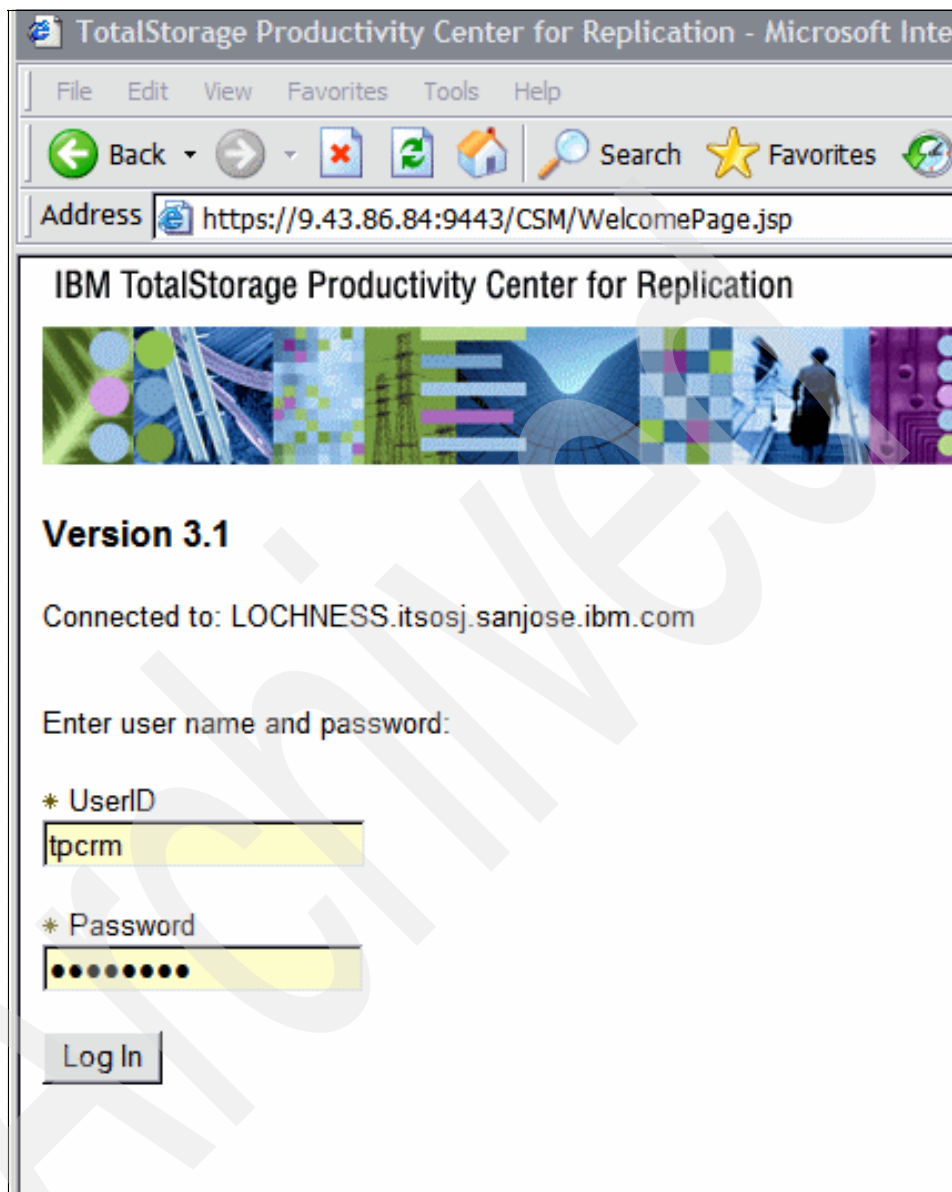 TotalStorage Productivity Center for Replication - Microsoft Inte
File Edit View Favorites Tools Help
Back Search Favorites
Address https://9.43.86.84:9443/CSM/WelcomePage.jsp
IBM TotalStorage Productivity Center for Replication
Version 3.1
Connected to: LOCHNESS.itsosj.sanjose.ibm.com
Enter user name and password:
* UserID
tpcrm
* Password
••••••••
Log In
Archived